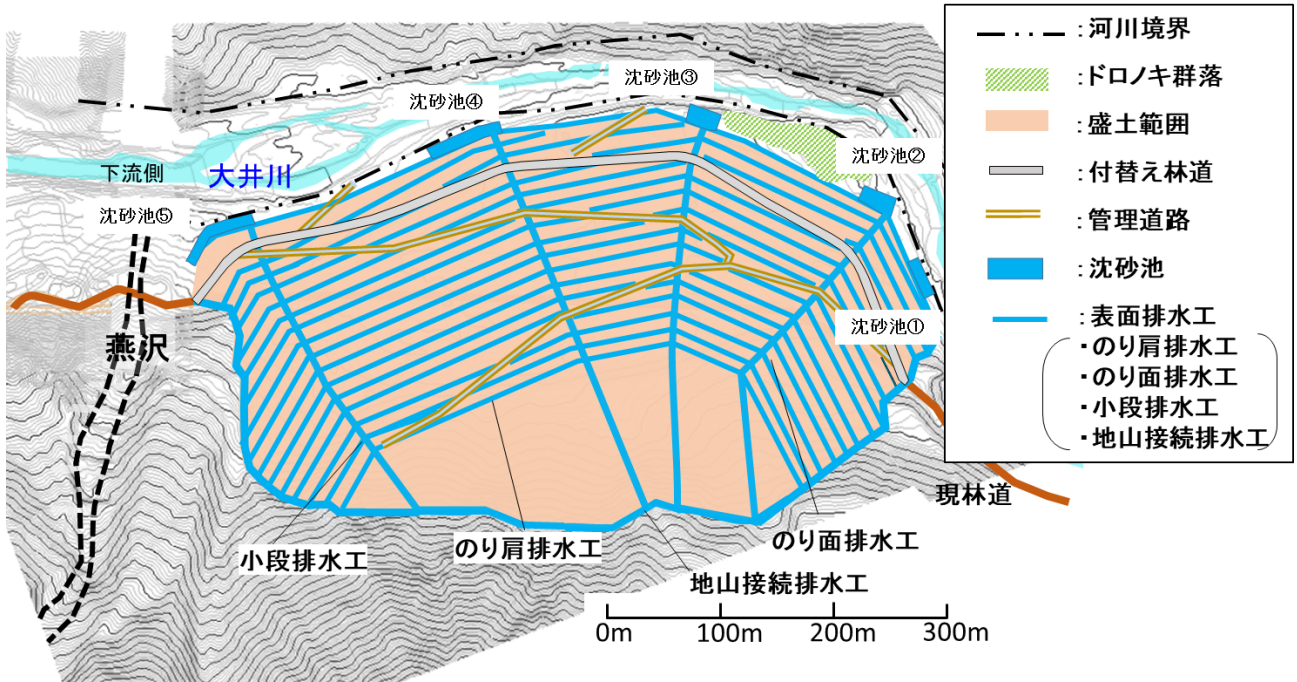 :河川境界
:ドロノキ群落
:盛土範囲
:付替え林道
:管理道路
:沈砂池
:表面排水工
・のり肩排水工
・のり面排水工
・小段排水工
・地山接続排水工
沈砂池③
沈砂池④
沈砂池②
下流側
大井川
沈砂池⑤
沈砂池①
燕沢
現林道
小段排水工
のり肩排水工
のり面排水工
地山接続排水工
0m 100m 200m 300m